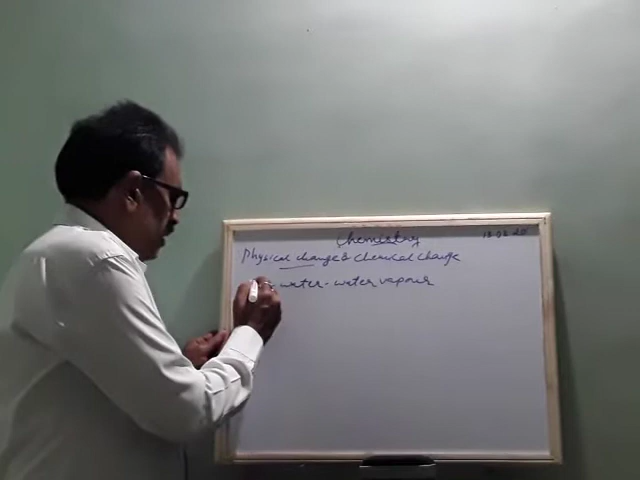 Chemistry
Physical change & Chemical change
water - water vapour